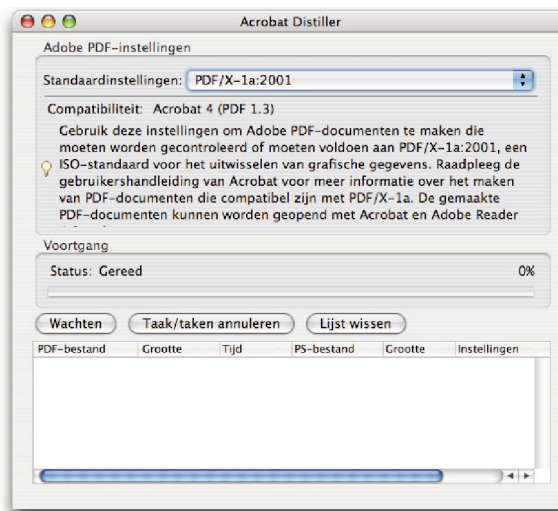 Acrobat Distiller
Adobe PDF-instellingen
Standaardinstellingen: PDF/X-1a:2001
Compatibiliteit: Acrobat 4 (PDF 1.3)
Gebruik deze instellingen om Adobe PDF-documenten te maken die
moeten worden gecontroleerd of moeten voldoen aan PDF/X-1a:2001, een
ISO-standaard voor het uitwisselen van grafische gegevens. Raadpleeg de
gebruikershandleiding van Acrobat voor meer informatie over het maken
van PDF-documenten die compatibel zijn met PDF/X-1a. De gemaakte
PDF-documenten kunnen worden geopend met Acrobat en Adobe Reader
Voortgang
Status: Gereed 0%
Wachten Taak/taken annuleren Lijst wissen
PDF-bestand Grootte Tijd PS-bestand Grootte Instellingen